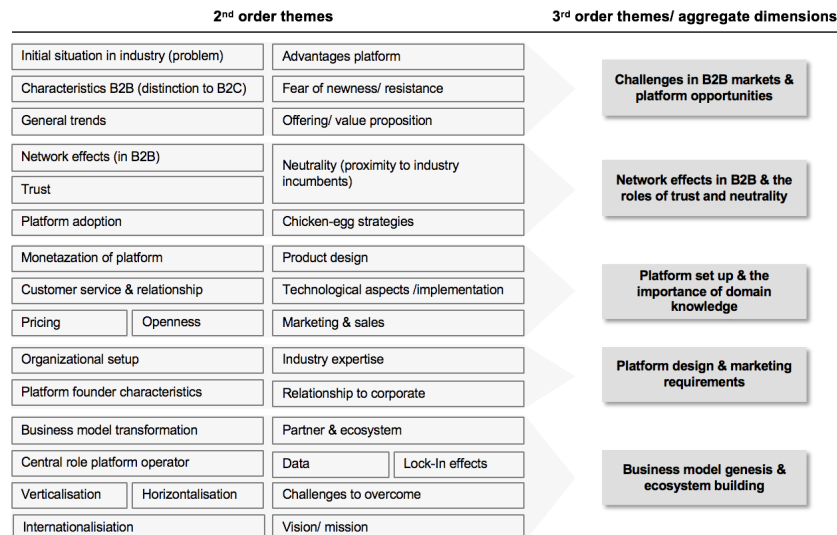 2nd order themes
3rd order themes/ aggregate dimensions
Initial situation in industry (problem)
Advantages platform
Characteristics B2B (distinction to B2C)
Fear of newness/ resistance
General trends
Offering/ value proposition
Challenges in B2B markets &
platform opportunities
Network effects (in B2B)
Neutrality (proximity to industry
incumbents)
Trust
Platform adoption
Chicken-egg strategies
Network effects in B2B & the
roles of trust and neutrality
Monetazation of platform
Product design
Customer service & relationship
Technological aspects /implementation
Pricing
Openness
Marketing & sales
Platform set up & the
importance of domain
knowledge
Organizational setup
Industry expertise
Platform founder characteristics
Relationship to corporate
Platform design & marketing
requirements
Business model transformation
Partner & ecosystem
Central role platform operator
Data
Lock-In effects
Verticalisation
Horizontalisation
Challenges to overcome
Internationalisiation
Vision/ mission
Business model genesis &
ecosystem building